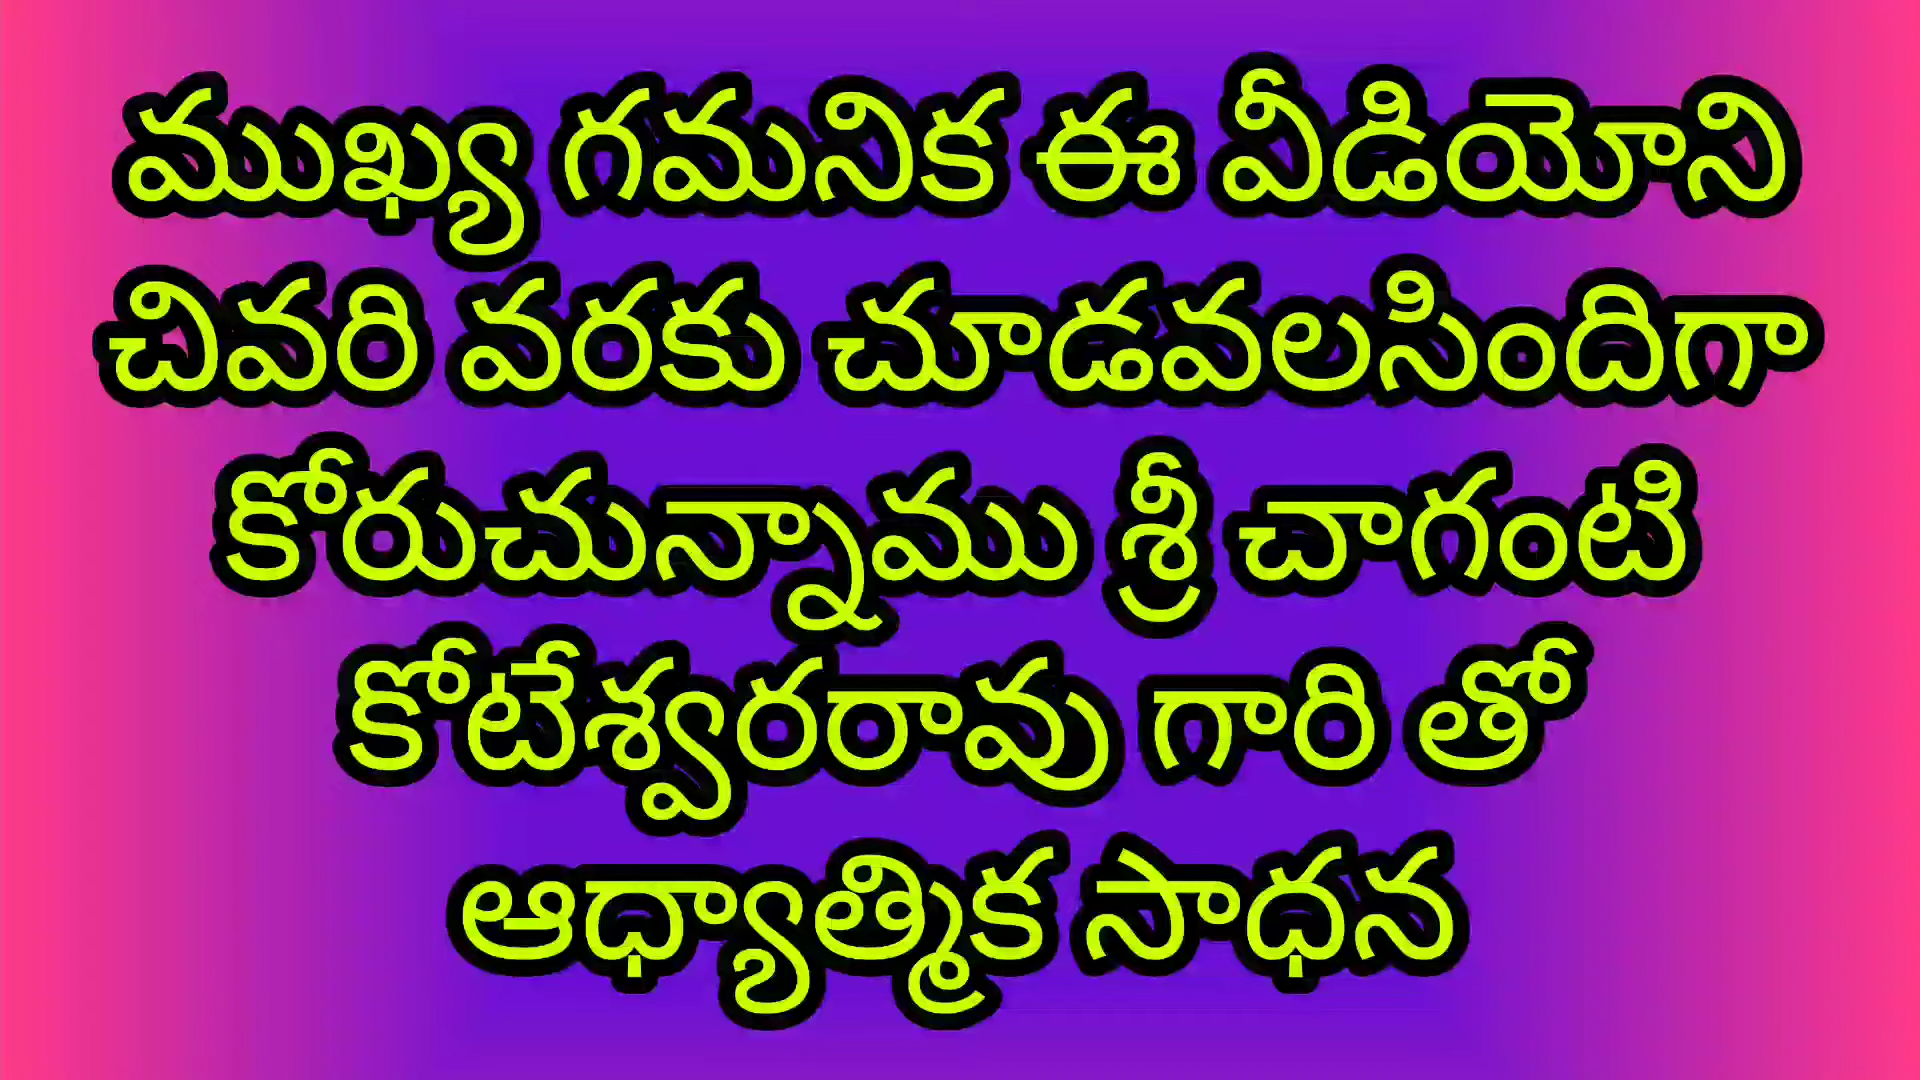 ముఖ్య గమనిక ఈ వీడియోని
చివరి వరకు చూడవలసిందిగా
కోరుచున్నాము శ్రీ చాగంటి
కోటేశ్వరరావు గారి తో
ఆధ్యాత్మిక సాధన